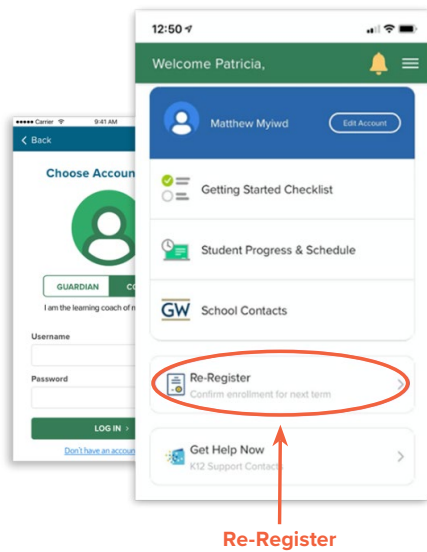 12:50
Welcome Patricia,
Matthew Myiwd
Edit Account
Getting Started Checklist
Student Progress & Schedule
GW
School Contacts
Re-Register
Confirm enrollment for next term
Get Help Now
K12 Support Contacts
Carrier
9:41 AM
Back
Choose Accoun
GUARDIAN
CO
I am the learning coach of
Username
Password
LOG IN >
Don't have an accoun
Re-Register